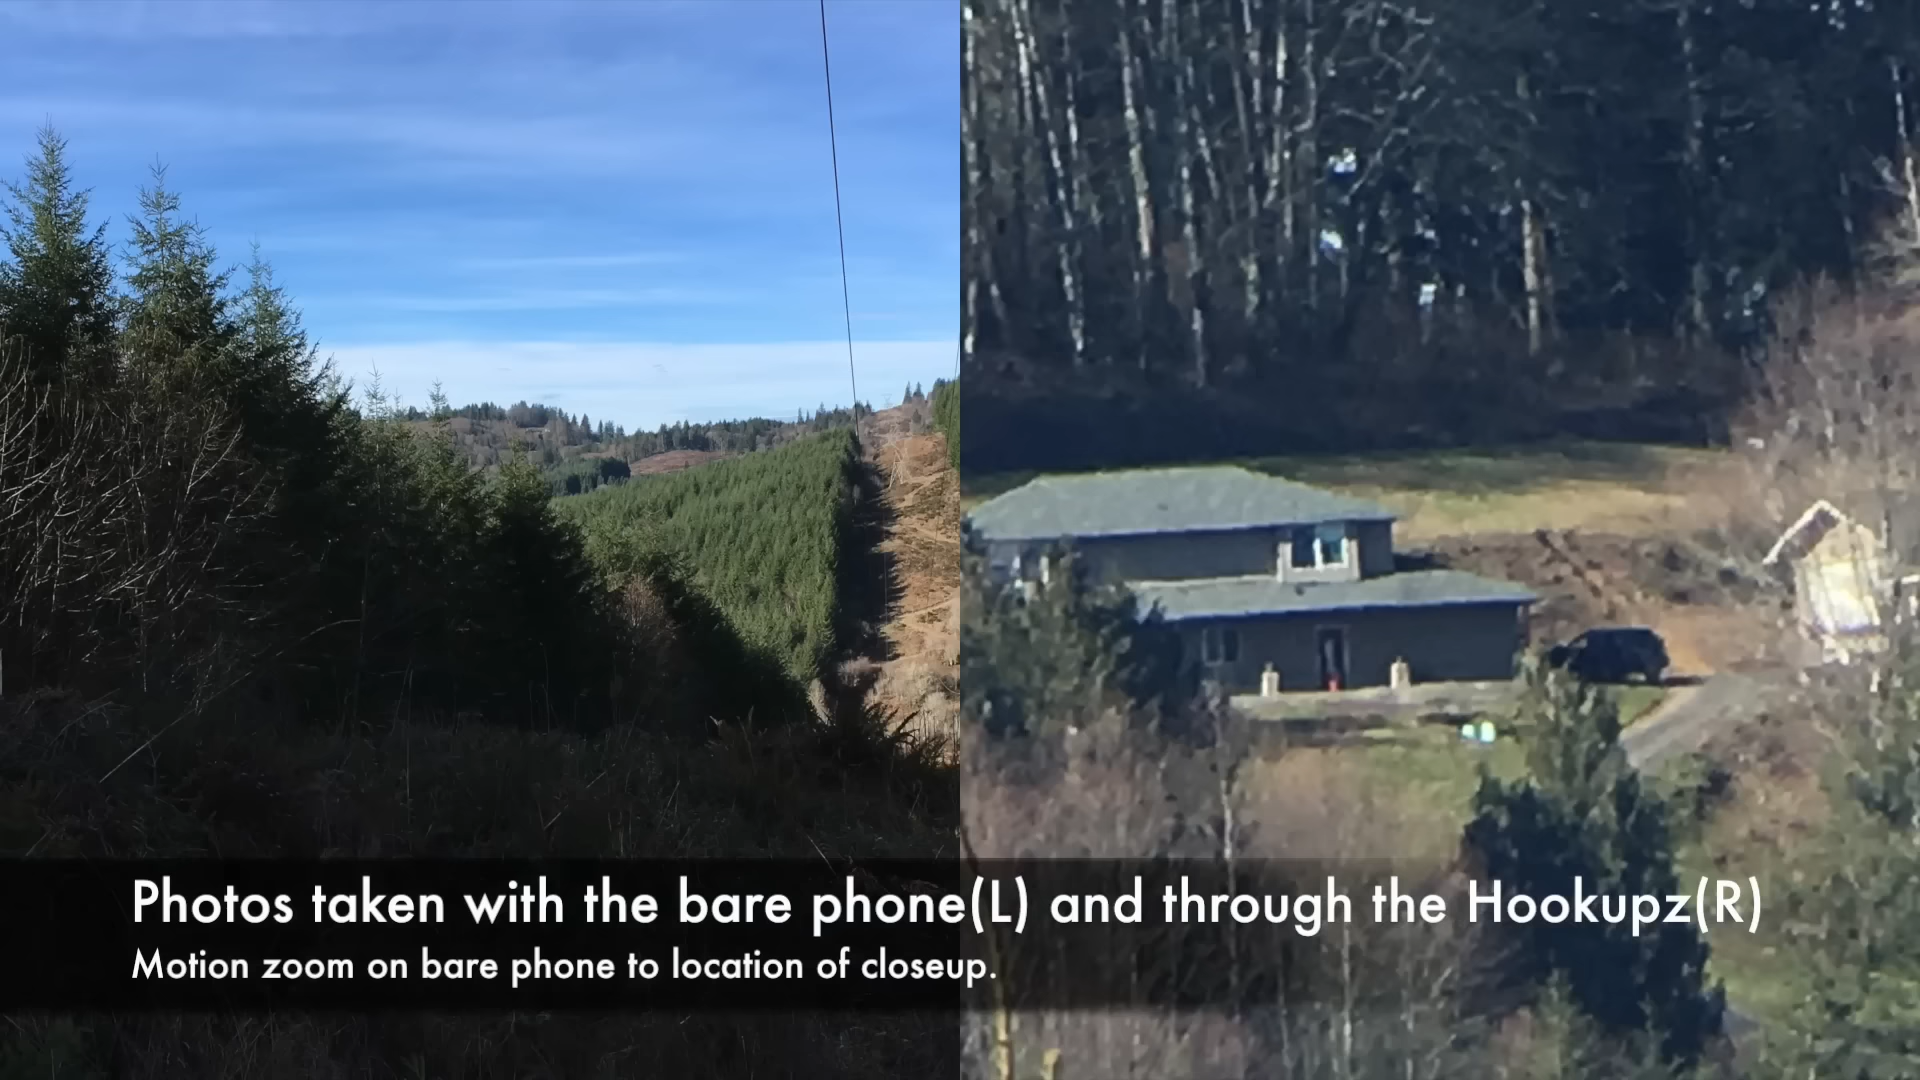 Photos taken with the bare phone(L) and through the Hookupz(R)
Motion zoom on bare phone to location of closeup.